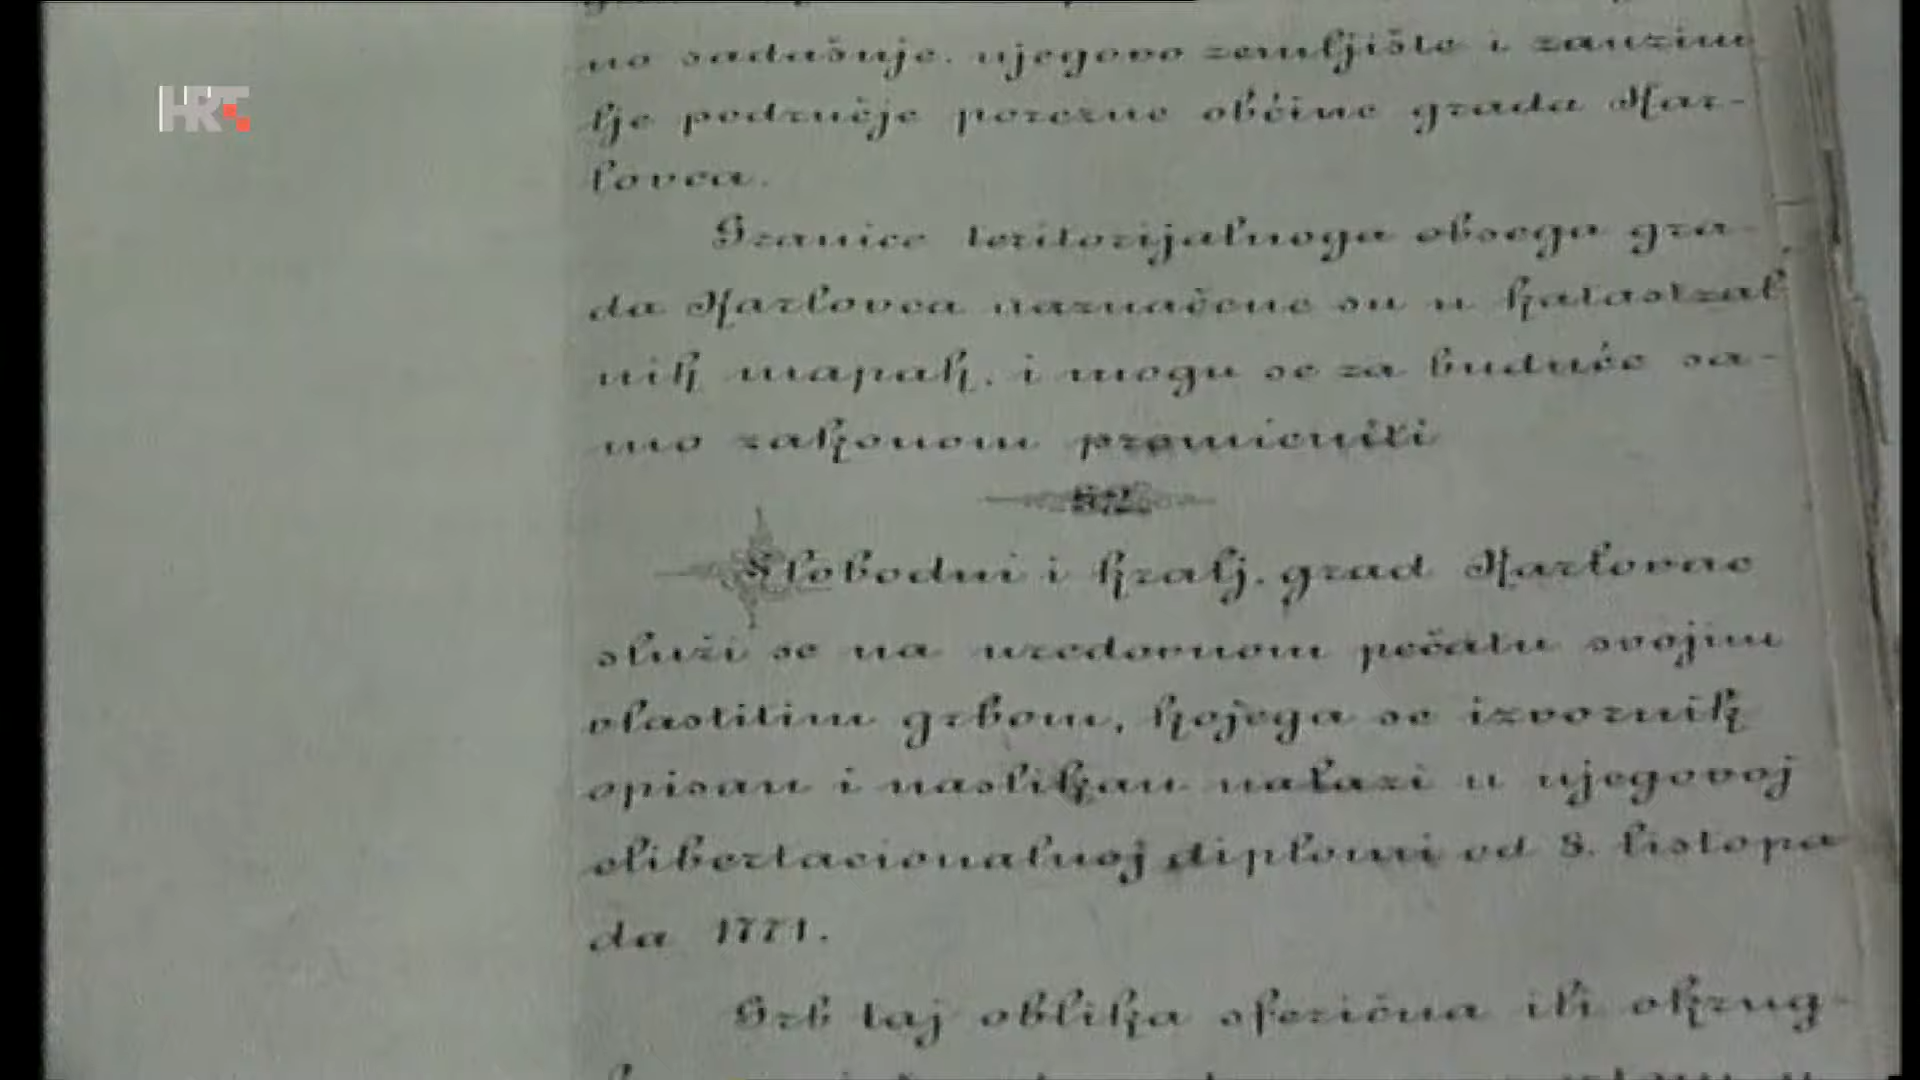 HRT
no sadašnje njegovo zemljište i zauzim
lje područje porezne obćine grada Kar-
lovca.
Granice teritorijalnoga obsega gra-
da Karlovca naznačene su u katastral
nih mapah, i mogu se za buduće sa-
mo zakonom promieniti
§2
Slobodni i kralj. grad Karlovac
služi se na uredovnom pečatu svojim
vlastitim grbom, kojega se izvornik
opisan i naslikan nalazi u njegovoj
elibertacionalnoj diplomi od 8. listopa
da 1771.
Grb taj oblika sferična ili okrug-